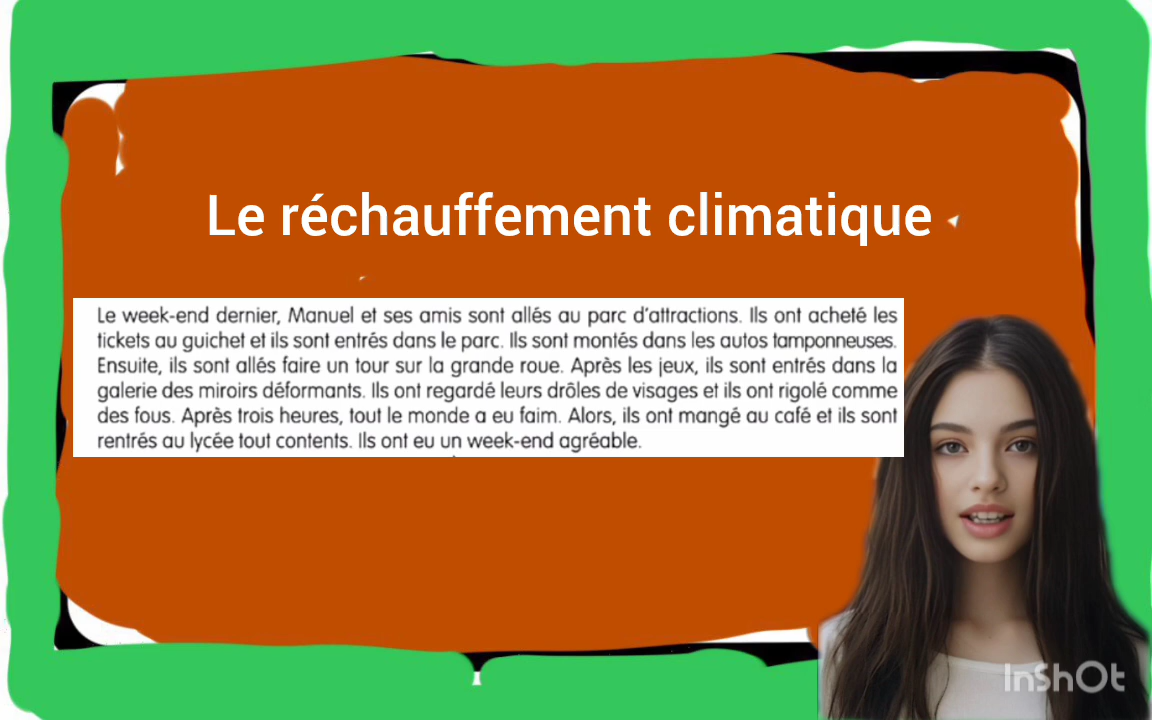 Le réchauffement climatique
Le week-end dernier, Manuel et ses amis sont allés au parc d'attractions. Ils ont acheté les
tickets au guichet et ils sont entrés dans le parc. Ils sont montés dans les autos tamponneuses.
Ensuite, ils sont allés faire un tour sur la grande roue. Après les jeux, ils sont entrés dans la
galerie des miroirs déformants. Ils ont regardé leurs drôles de visages et ils ont rigolé comme
des fous. Après trois heures, tout le monde a eu faim. Alors, ils ont mangé au café et ils sont
rentrés au lycée tout contents. Ils ont eu un week-end agréable.
InShOt